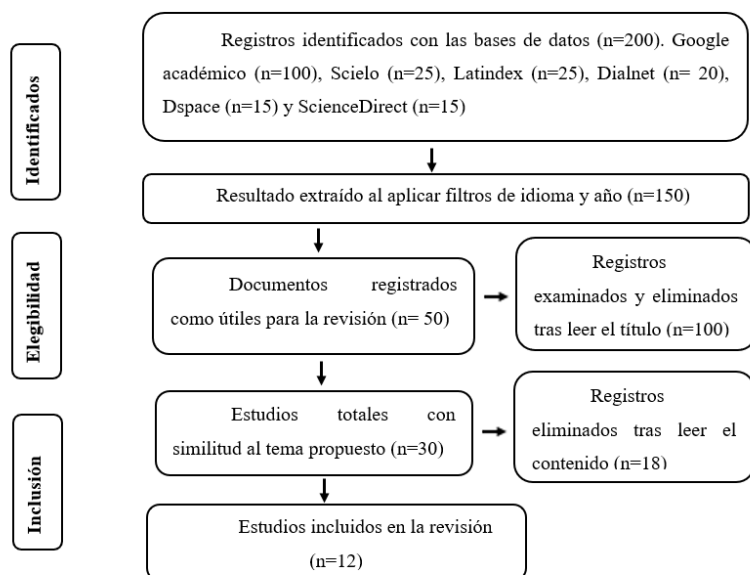 Identificados
Registros identificados con las bases de datos (n=200). Google
académico (n=100), Scielo (n=25), Latindex (n=25), Dialnet (n= 20),
Dspace (n=15) y ScienceDirect (n=15)
Resultado extraído al aplicar filtros de idioma y año (n=150)
Elegibilidad
Documentos registrados
como útiles para la revisión (n= 50)
Registros
examinados y eliminados
tras leer el título (n=100)
Inclusión
Estudios totales con
similitud al tema propuesto (n=30)
Registros
eliminados tras leer el
contenido (n=18)
Estudios incluidos en la revisión
(n=12)